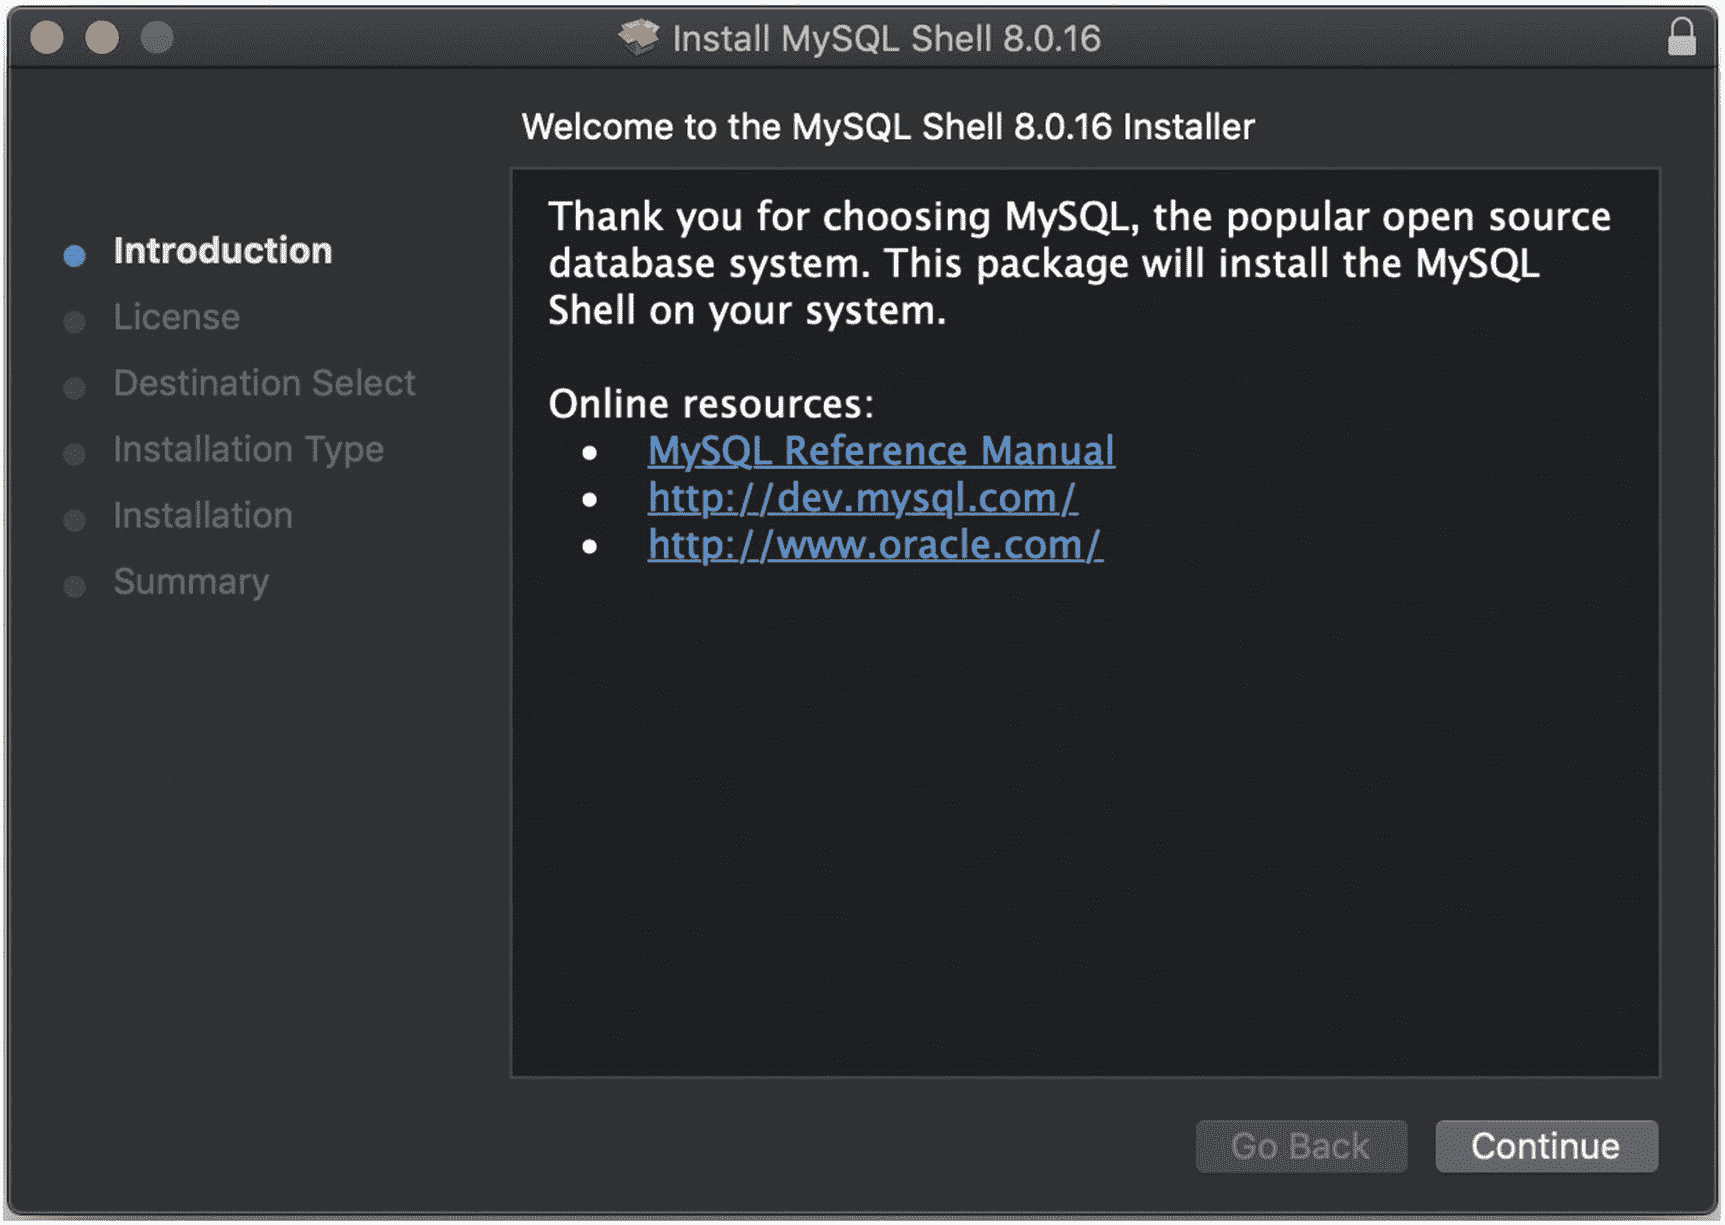 Install MySQL Shell 8.0.16
Welcome to the MySQL Shell 8.0.16 Installer
Introduction
License
Destination Select
Installation Type
Installation
Summary
Thank you for choosing MySQL, the popular open source
database system. This package will install the MySQL
Shell on your system.
Online resources:
• MySQL Reference Manual
• http://dev.mysql.com/
• http://www.oracle.com/
Go Back
Continue